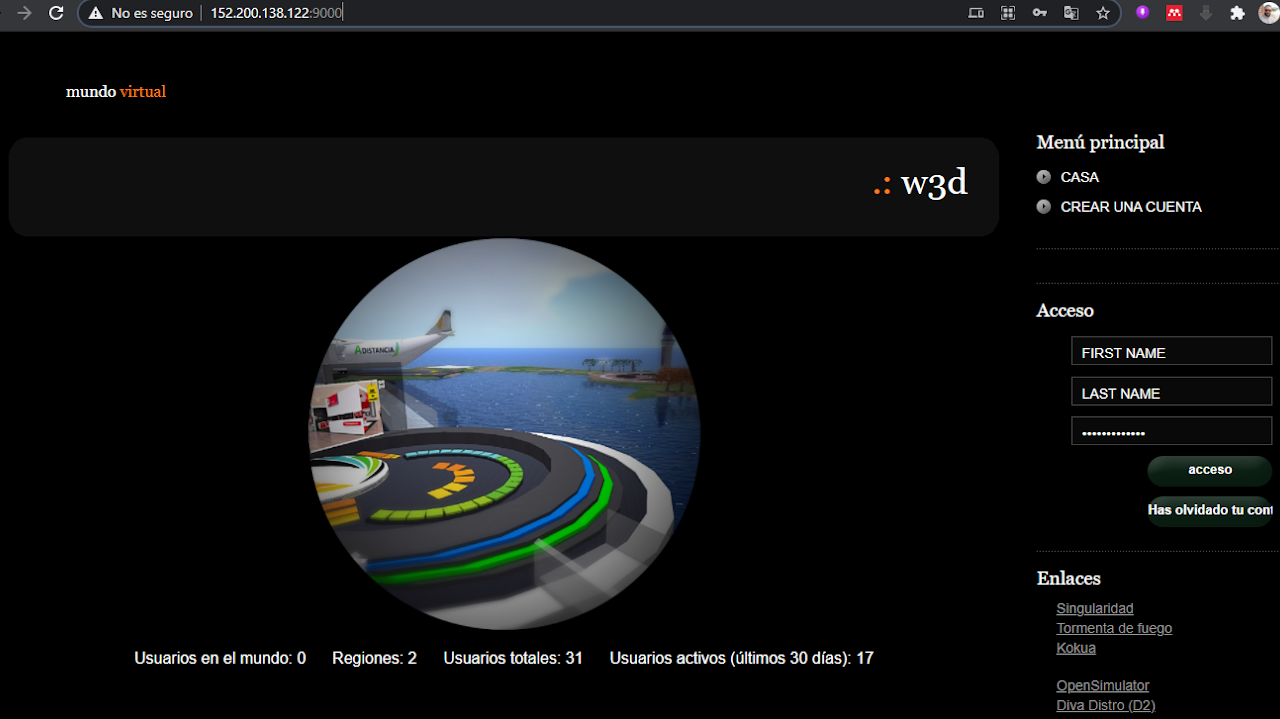 No es seguro | 152.200.138.122:9000
mundo virtual
.: w3d
ADISTANCIA
Usuarios en el mundo: 0 Regiones: 2 Usuarios totales: 31 Usuarios activos (últimos 30 días): 17
Menú principal
CASA
CREAR UNA CUENTA
Acceso
FIRST NAME
LAST NAME
•••••••••••••
acceso
Has olvidado tu cont
Enlaces
Singularidad
Tormenta de fuego
Kokua
OpenSimulator
Diva Distro (D2)